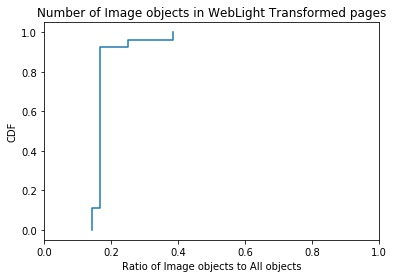 Number of Image objects in WebLight Transformed pages
1.0
0.8
0.6
0.4
0.2
0.0
CDF
0.0 0.2 0.4 0.6 0.8 1.0
Ratio of Image objects to All objects